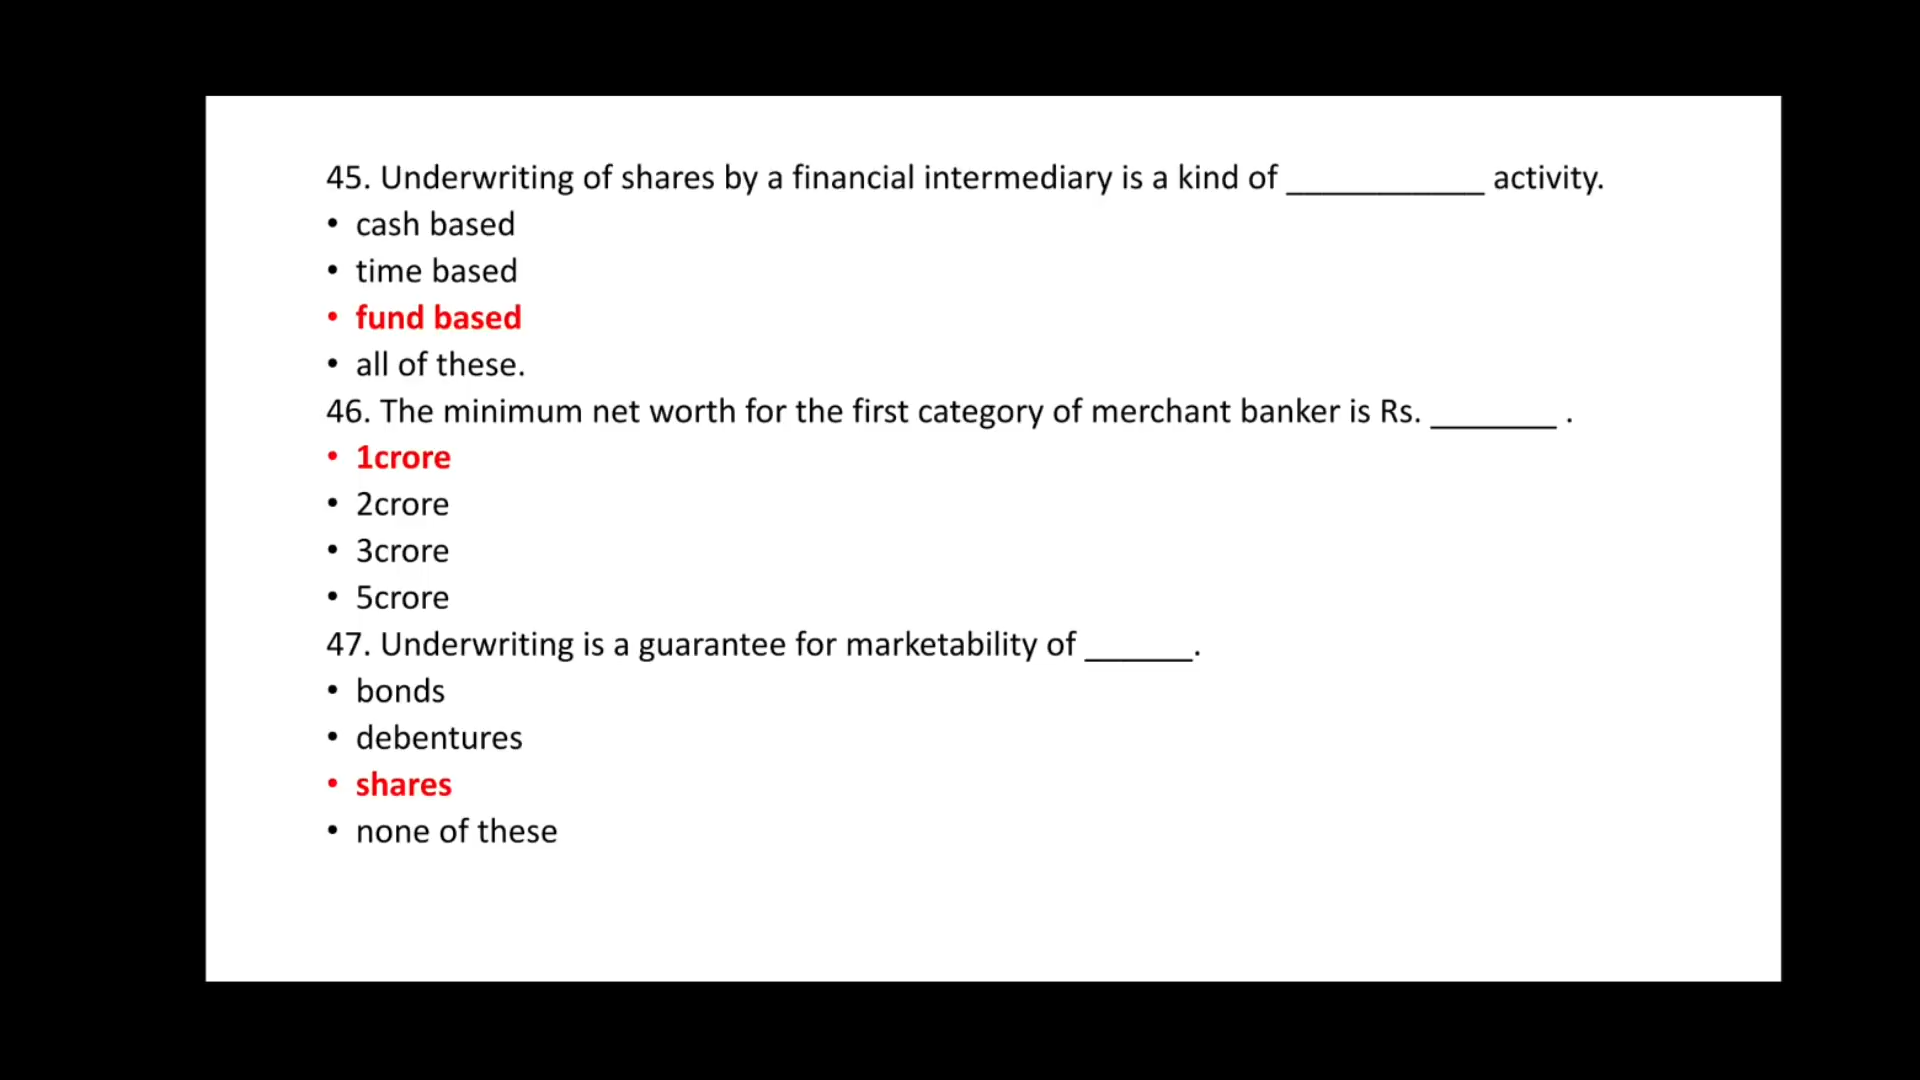 45. Underwriting of shares by a financial intermediary is a kind of ___________ activity.
• cash based
• time based
• fund based
• all of these.
46. The minimum net worth for the first category of merchant banker is Rs. _______ .
• 1crore
• 2crore
• 3crore
• 5crore
47. Underwriting is a guarantee for marketability of ______.
• bonds
• debentures
• shares
• none of these